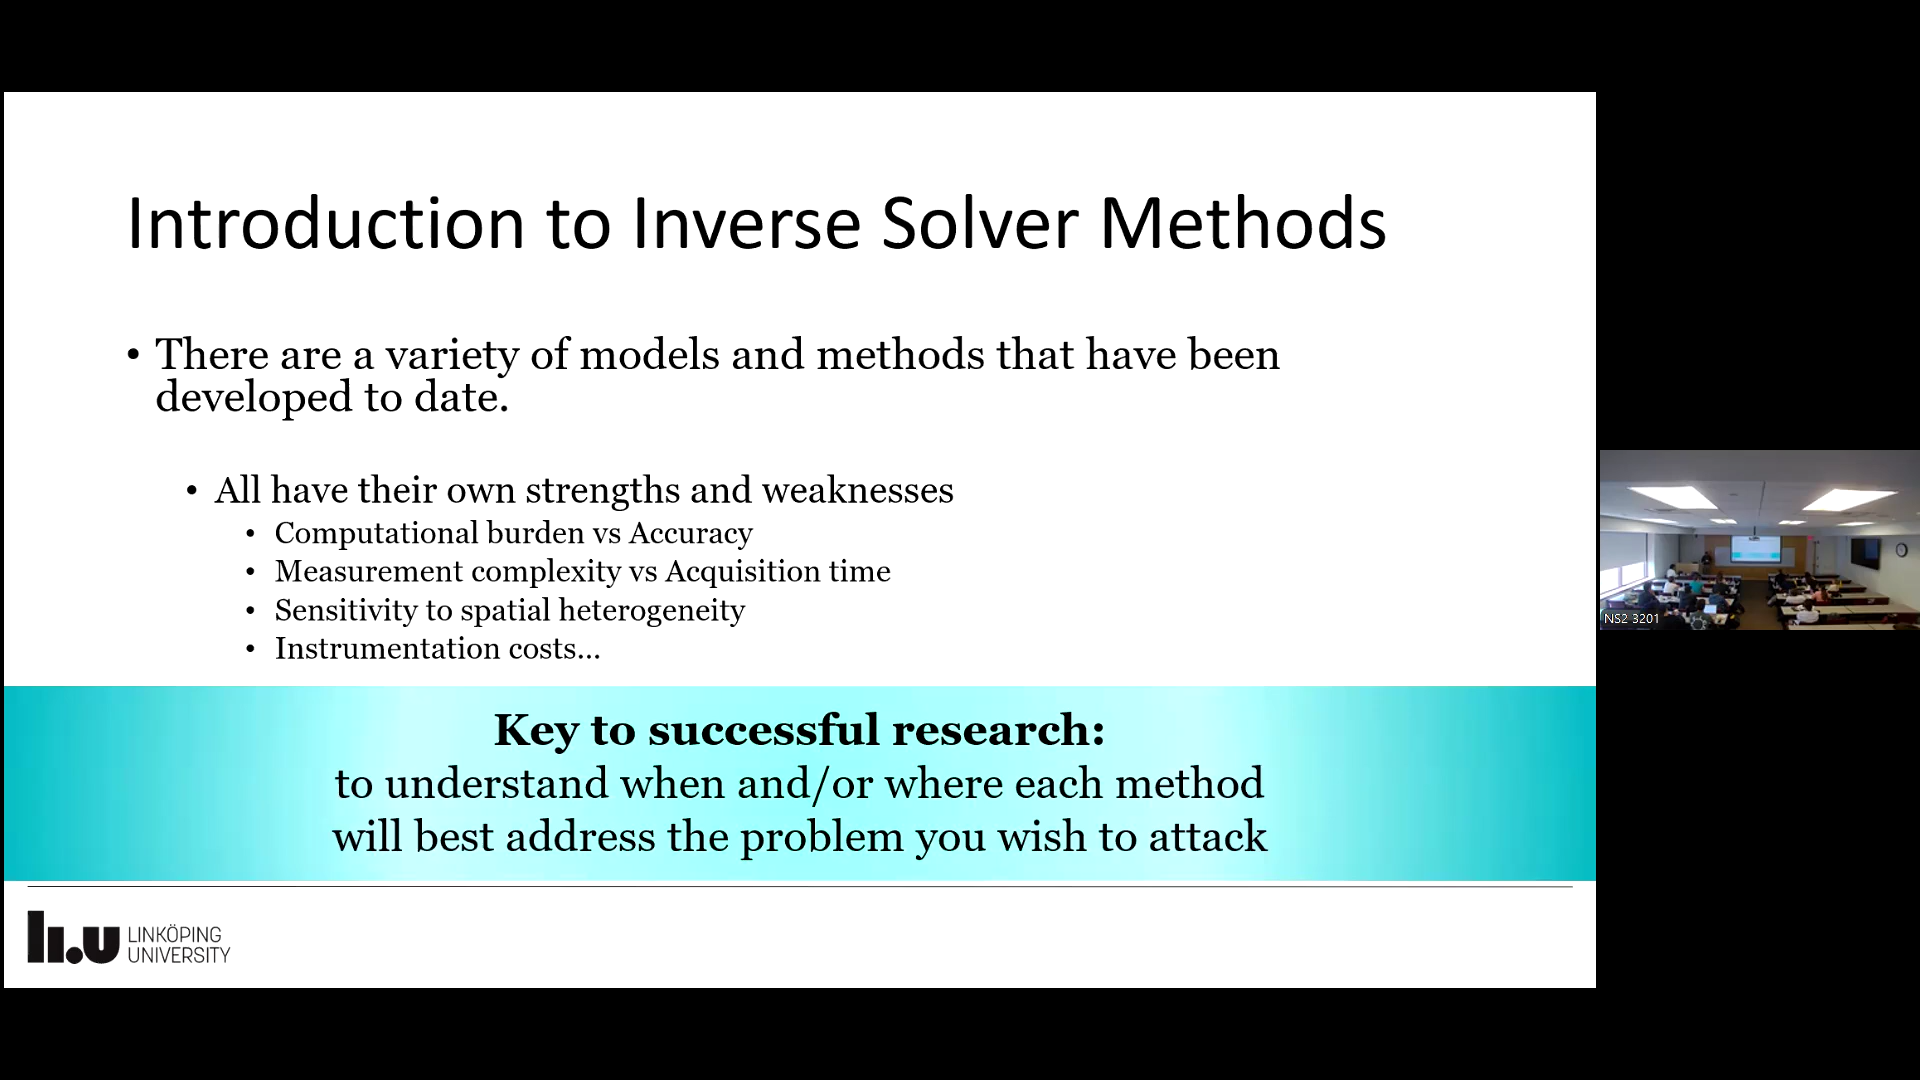 Introduction to Inverse Solver Methods
• There are a variety of models and methods that have been
developed to date.
• All have their own strengths and weaknesses
• Computational burden vs Accuracy
• Measurement complexity vs Acquisition time
• Sensitivity to spatial heterogeneity
• Instrumentation costs...
Key to successful research:
to understand when and/or where each method
will best address the problem you wish to attack
li.u LINKÖPING
UNIVERSITY
NS2 3201